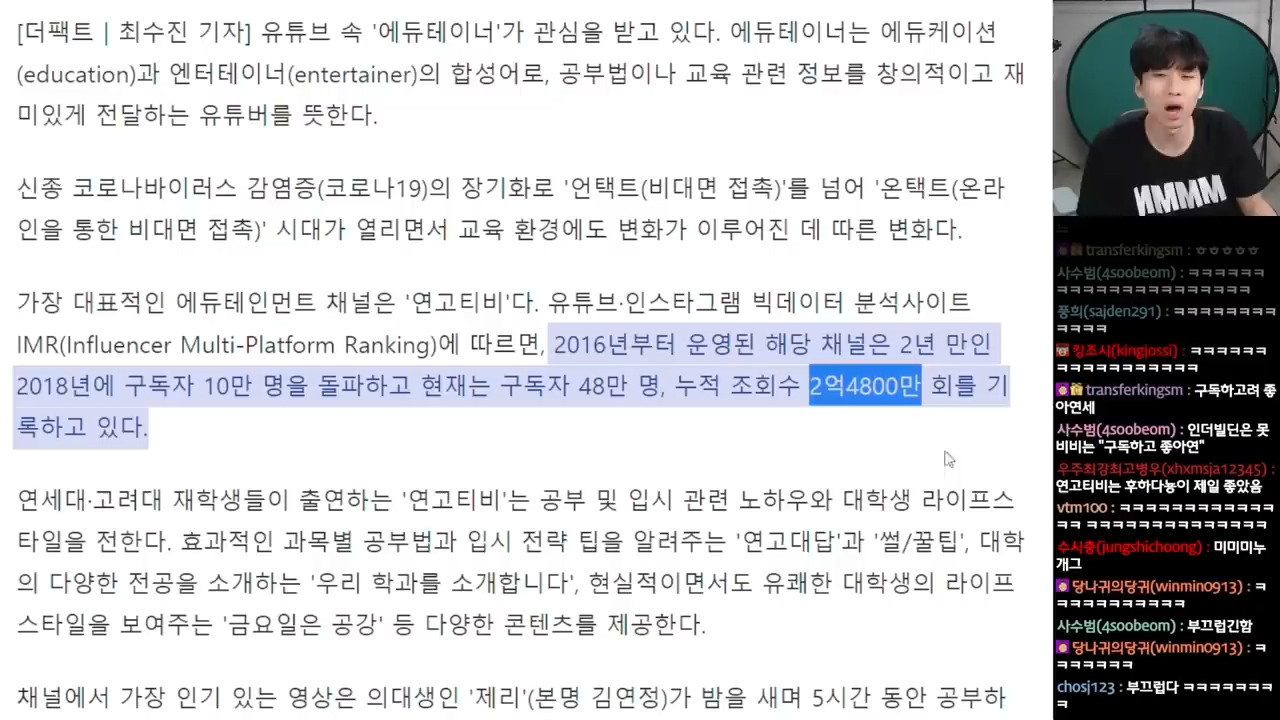 [더팩트 | 최수진 기자] 유튜브 속 '에듀테이너'가 관심을 받고 있다. 에듀테이너는 에듀케이션
(education)과 엔터테이너(entertainer)의 합성어로, 공부법이나 교육 관련 정보를 창의적이고 재
미있게 전달하는 유튜버를 뜻한다.
신종 코로나바이러스 감염증(코로나19)의 장기화로 '언택트(비대면 접촉)'를 넘어 '온택트(온라
인을 통한 비대면 접촉)' 시대가 열리면서 교육 환경에도 변화가 이루어진 데 따른 변화다.
가장 대표적인 에듀테인먼트 채널은 '연고티비'다. 유튜브·인스타그램 빅데이터 분석사이트
IMR(Influencer Multi-Platform Ranking)에 따르면, 2016년부터 운영된 해당 채널은 2년 만인
2018년에 구독자 10만 명을 돌파하고 현재는 구독자 48만 명, 누적 조회수 2억4800만 회를 기
록하고 있다.
연세대·고려대 재학생들이 출연하는 '연고티비'는 공부 및 입시 관련 노하우와 대학생 라이프스
타일을 전한다. 효과적인 과목별 공부법과 입시 전략 팁을 알려주는 '연고대답'과 '썰/꿀팁', 대학
의 다양한 전공을 소개하는 '우리 학과를 소개합니다', 현실적이면서도 유쾌한 대학생의 라이프
스타일을 보여주는 '금요일은 공강' 등 다양한 콘텐츠를 제공한다.
채널에서 가장 인기 있는 영상은 의대생인 '제리'(본명 김연정)가 밤을 새며 5시간 동안 공부하
NMMM
transferkingsm : ㅎㅎㅎㅎㅎ
사수범(4soobeom) : ㅋㅋㅋㅋㅋㅋ
ㅋㅋㅋㅋㅋㅋㅋㅋㅋㅋㅋㅋㅋㅋㅋ
풍희(sajden291) : ㅋㅋㅋㅋㅋㅋㅋㅋ
ㅋㅋㅋㅋ
킹조시(kingjossi) : ㅋㅋㅋㅋㅋㅋ
ㅋㅋㅋㅋㅋㅋㅋㅋㅋㅋㅋ
transferkingsm : 구독하고려 좋
아연세
사수범(4soobeom) : 인더빌딘은 못
비비는 "구독하고 좋아연"
우주최강최고병우(xhxmsja12345) :
연고티비는 후하다뇽이 제일 좋았음
vtm100 : ㅋㅋㅋㅋㅋㅋㅋㅋㅋㅋㅋㅋ
ㅋㅋ ㅋㅋㅋㅋㅋㅋㅋㅋㅋㅋㅋㅋㅋㅋ
수시충(jungshichoong) : 미미미누
개그
당나귀의당귀(winmin0913) : ㅋ
ㅋㅋㅋㅋㅋㅋㅋㅋㅋㅋ
사수범(4soobeom) : 부끄럽긴함
당나귀의당귀(winmin0913) : ㅋ
ㅋㅋㅋㅋㅋㅋ
chosj123 : 부끄럽다 ㅋㅋㅋㅋㅋㅋㅋ
ㅋ